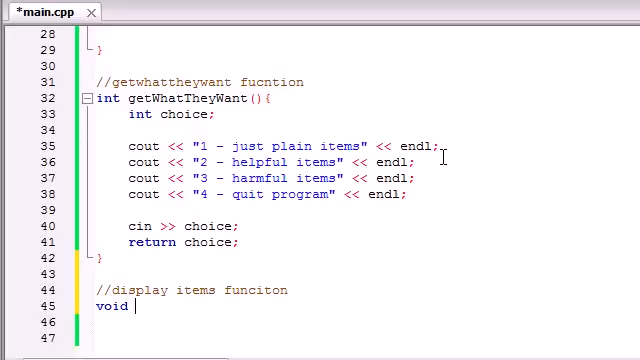 *main.cpp
28
29 }
30
31 //getwhattheywant fucntion
32 int getWhatTheyWant(){
33 int choice;
34
35 cout << "1 - just plain items" << endl;
36 cout << "2 - helpful items" << endl;
37 cout << "3 - harmful items" << endl;
38 cout << "4 - quit program" << endl;
39
40 cin >> choice;
41 return choice;
42 }
43
44 //display items funciton
45 void
46
47